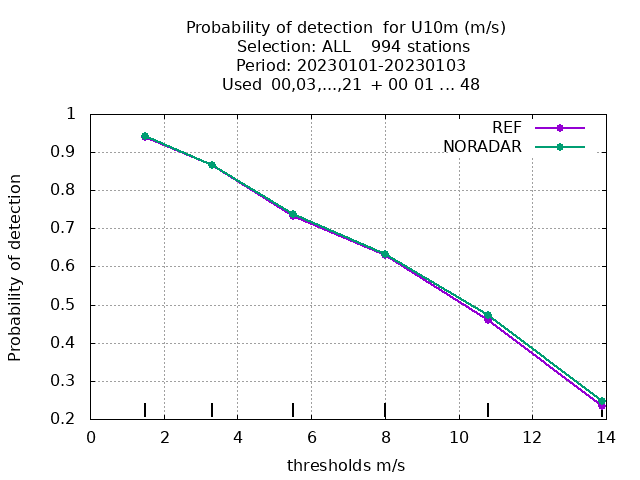 Probability of detection  for U10m (m/s)
Selection: ALL    994 stations
Period: 20230101-20230103
Used  00,03,...,21  + 00 01 ... 48
REF
NORADAR
Probability of detection
1
0.9
0.8
0.7
0.6
0.5
0.4
0.3
0.2
0 2 4 6 8 10 12 14
thresholds m/s